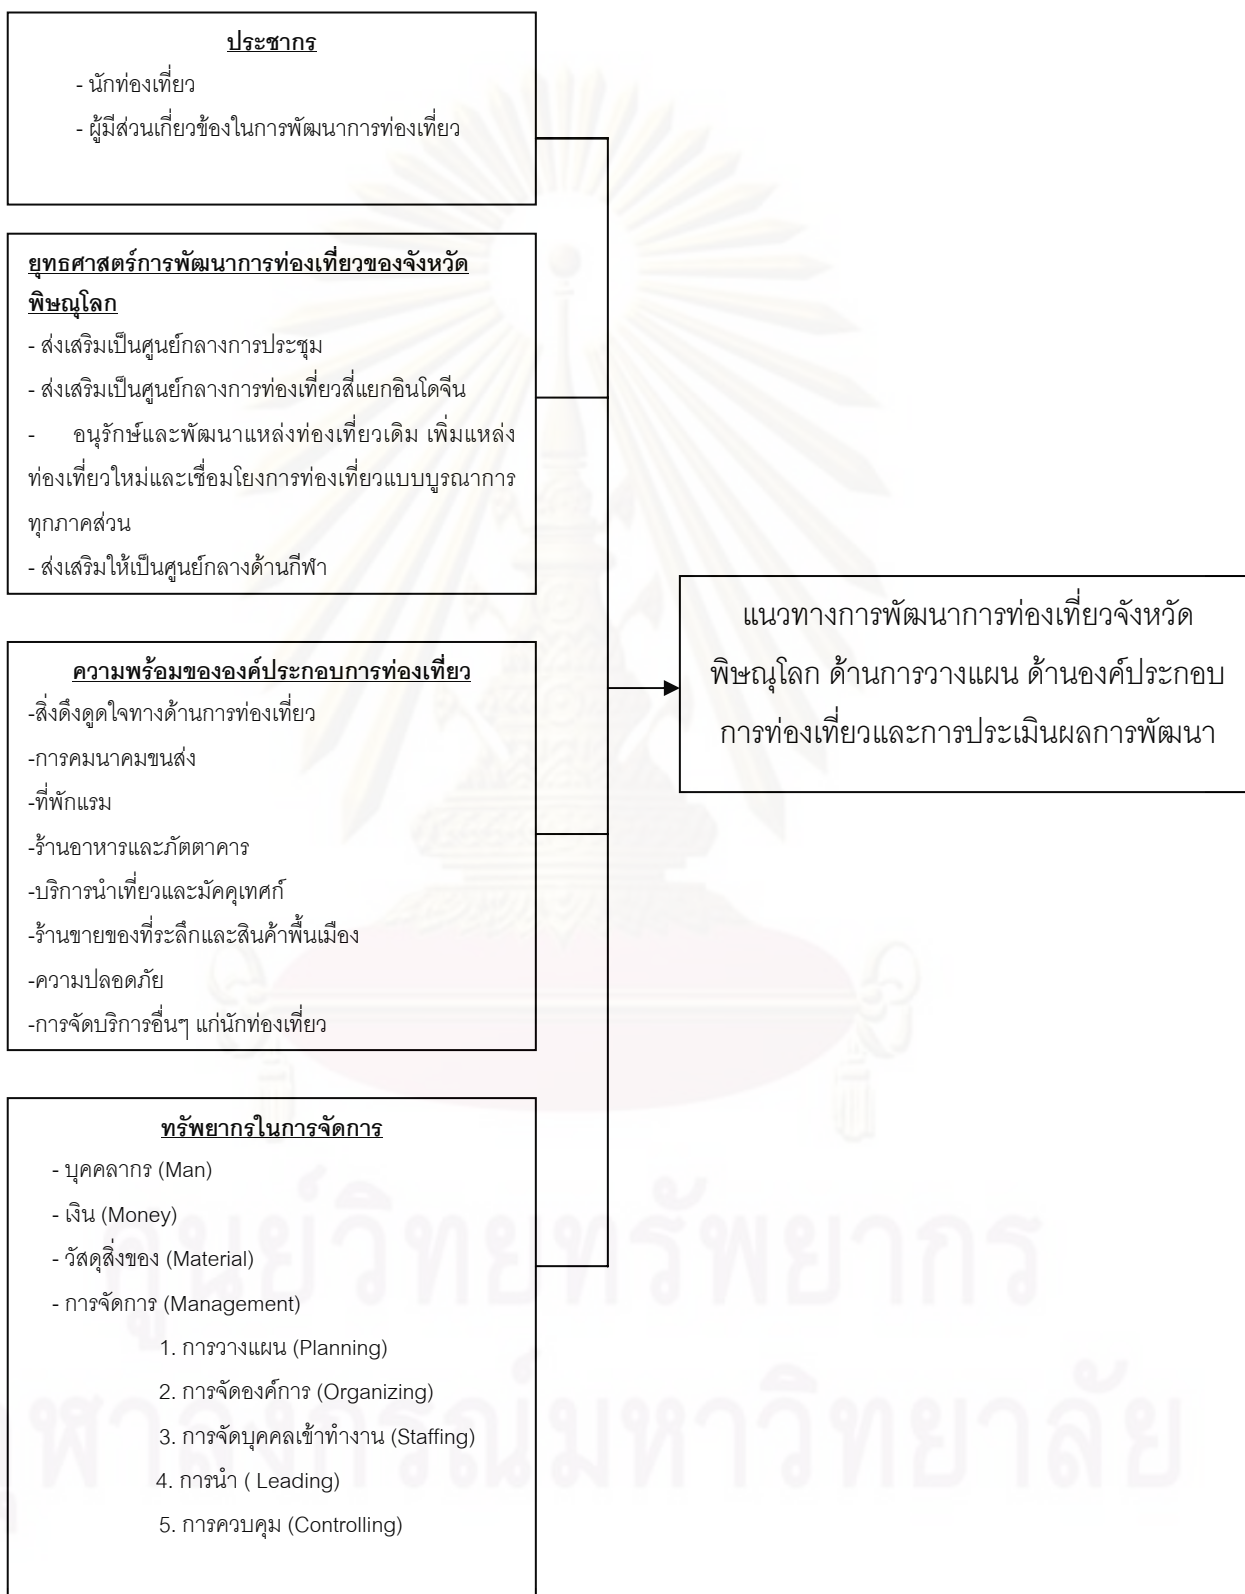 ประชากร
- นักท่องเที่ยว
- ผู้มีส่วนเกี่ยวข้องในการพัฒนาการท่องเที่ยว
ยุทธศาสตร์การพัฒนาการท่องเที่ยวของจังหวัด
พิษณุโลก
- ส่งเสริมเป็นศูนย์กลางการประชุม
- ส่งเสริมเป็นศูนย์กลางการท่องเที่ยวสี่แยกอินโดจีน
- อนุรักษ์และพัฒนาแหล่งท่องเที่ยวเดิม เพิ่มแหล่ง
ท่องเที่ยวใหม่และเชื่อมโยงการท่องเที่ยวแบบบูรณาการ
ทุกภาคส่วน
- ส่งเสริมให้เป็นศูนย์กลางด้านกีฬา
ความพร้อมขององค์ประกอบการท่องเที่ยว
-สิ่งดึงดูดใจทางด้านการท่องเที่ยว
-การคมนาคมขนส่ง
-ที่พักแรม
-ร้านอาหารและภัตตาคาร
-บริการนำเที่ยวและมัคคุเทศก์
-ร้านขายของที่ระลึกและสินค้าพื้นเมือง
-ความปลอดภัย
-การจัดบริการอื่นๆ แก่นักท่องเที่ยว
ทรัพยากรในการจัดการ
- บุคคลากร (Man)
- เงิน (Money)
- วัสดุสิ่งของ (Material)
- การจัดการ (Management)
1. การวางแผน (Planning)
2. การจัดองค์การ (Organizing)
3. การจัดบุคคลเข้าทำงาน (Staffing)
4. การนำ ( Leading)
5. การควบคุม (Controlling)
แนวทางการพัฒนาการท่องเที่ยวจังหวัด
พิษณุโลก ด้านการวางแผน ด้านองค์ประกอบ
การท่องเที่ยวและการประเมินผลการพัฒนา
ศูนย์วิทยทรัพยากร
จุฬาลงกรณ์มหาวิทยาลัย